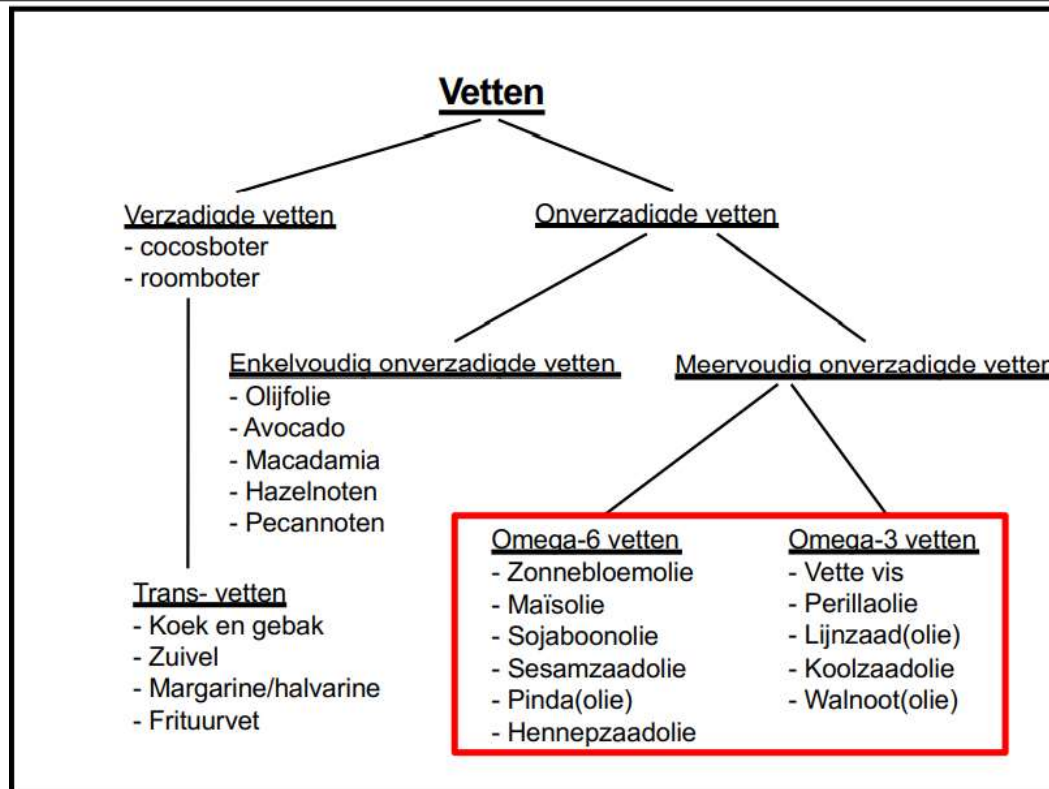 Vetten
Verzadigde vetten
- cocosboter
- roomboter
Onverzadigde vetten
Enkelvoudig onverzadigde vetten
- Olijfolie
- Avocado
- Macadamia
- Hazelnoten
- Pecannoten
Meervoudig onverzadigde vetten
Trans- vetten
- Koek en gebak
- Zuivel
- Margarine/halvarine
- Frituurvet
Omega-6 vetten
- Zonnebloemolie
- Maïsolie
- Sojaboonolie
- Sesamzaadolie
- Pinda(olie)
- Hennepzaadolie
Omega-3 vetten
- Vette vis
- Perillaolie
- Lijnzaad(olie)
- Koolzaadolie
- Walnoot(olie)